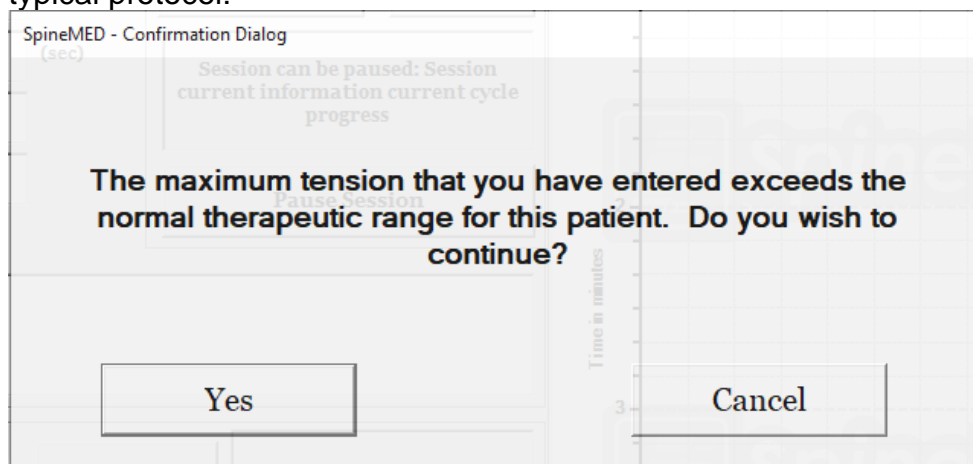 typical protocol.
SpineMED - Confirmation Dialog
(sec)
Session can be paused: Session
current information current cycle
progress
The maximum tension that you have entered exceeds the
Pause Session
normal therapeutic range for this patient.  Do you wish to
continue?
Time in minutes
2
3
Yes
Cancel
Spine